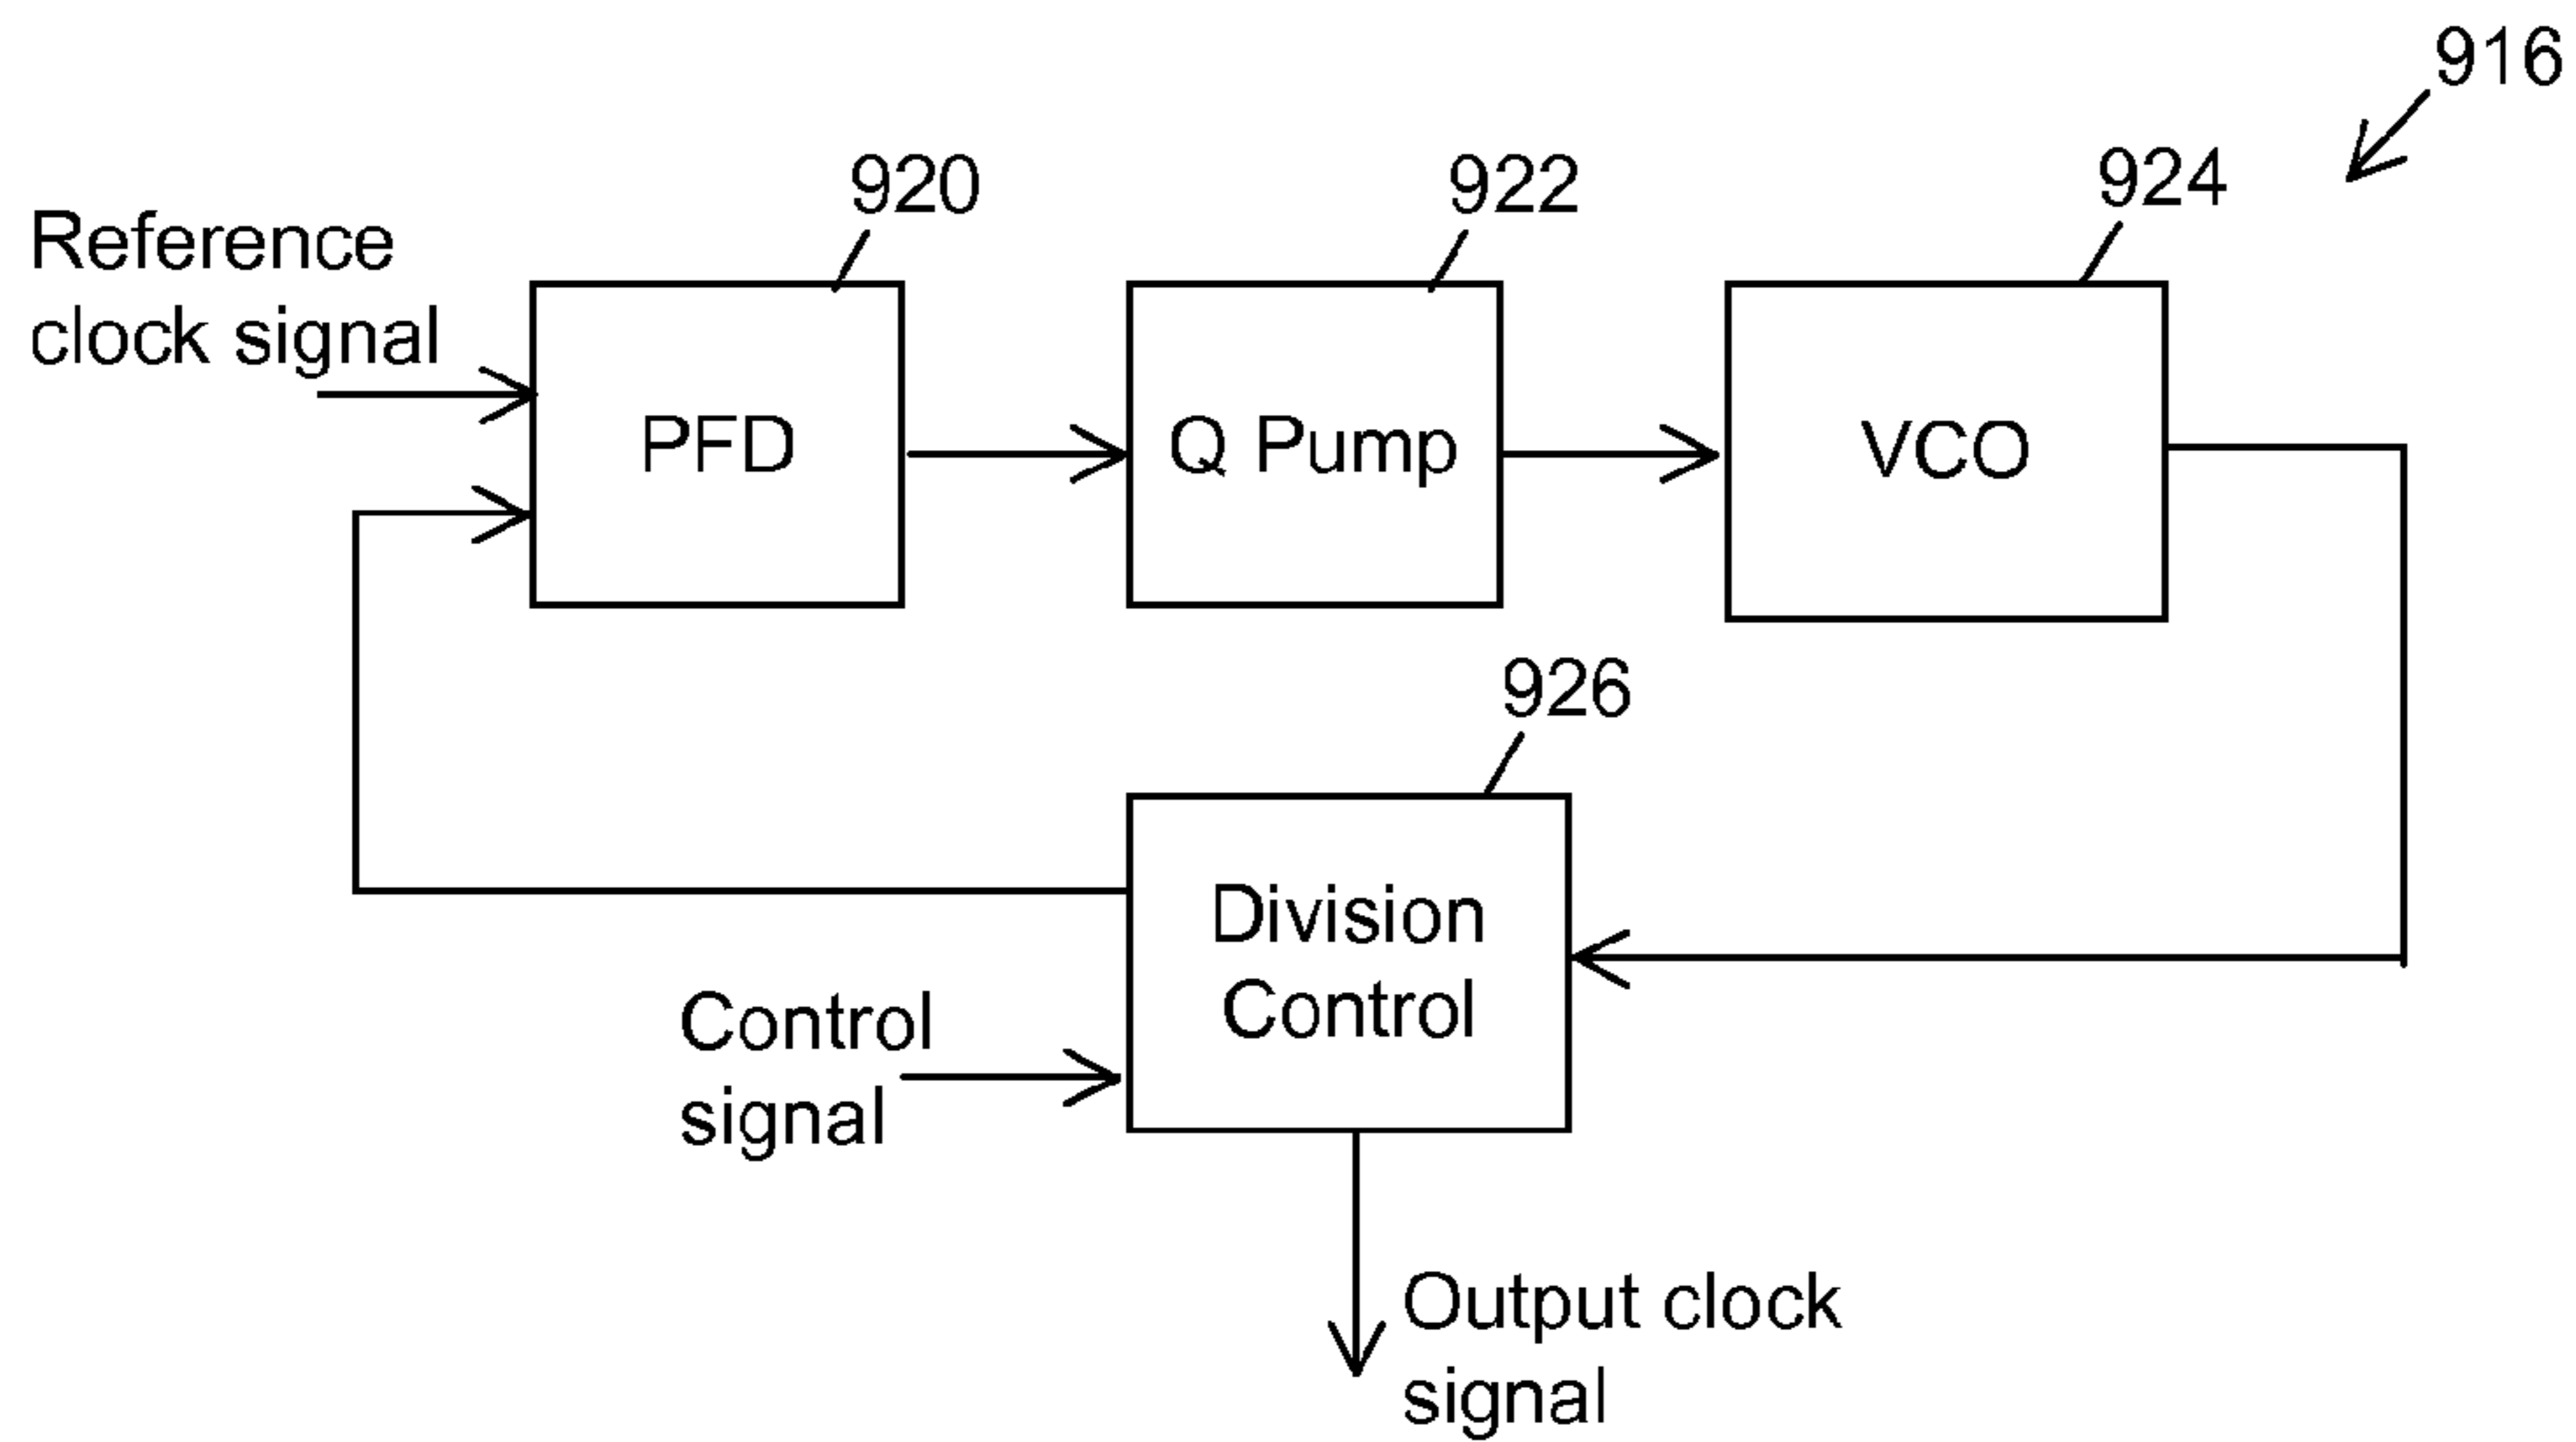 916
920
922
924
Reference
clock signal
PFD
Q Pump
VCO
926
Division
Control
Control
signal
Output clock
signal